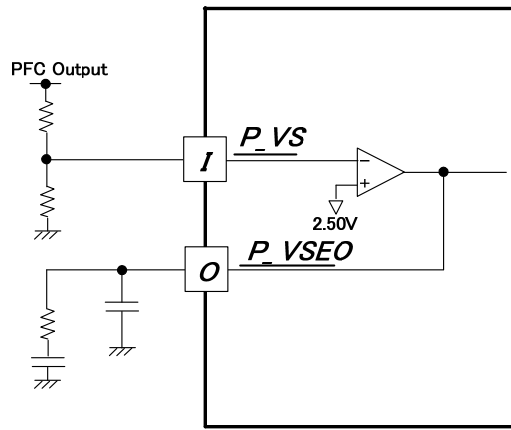 PFC Output
I
P_VS
2.50V
O
P_VSEO